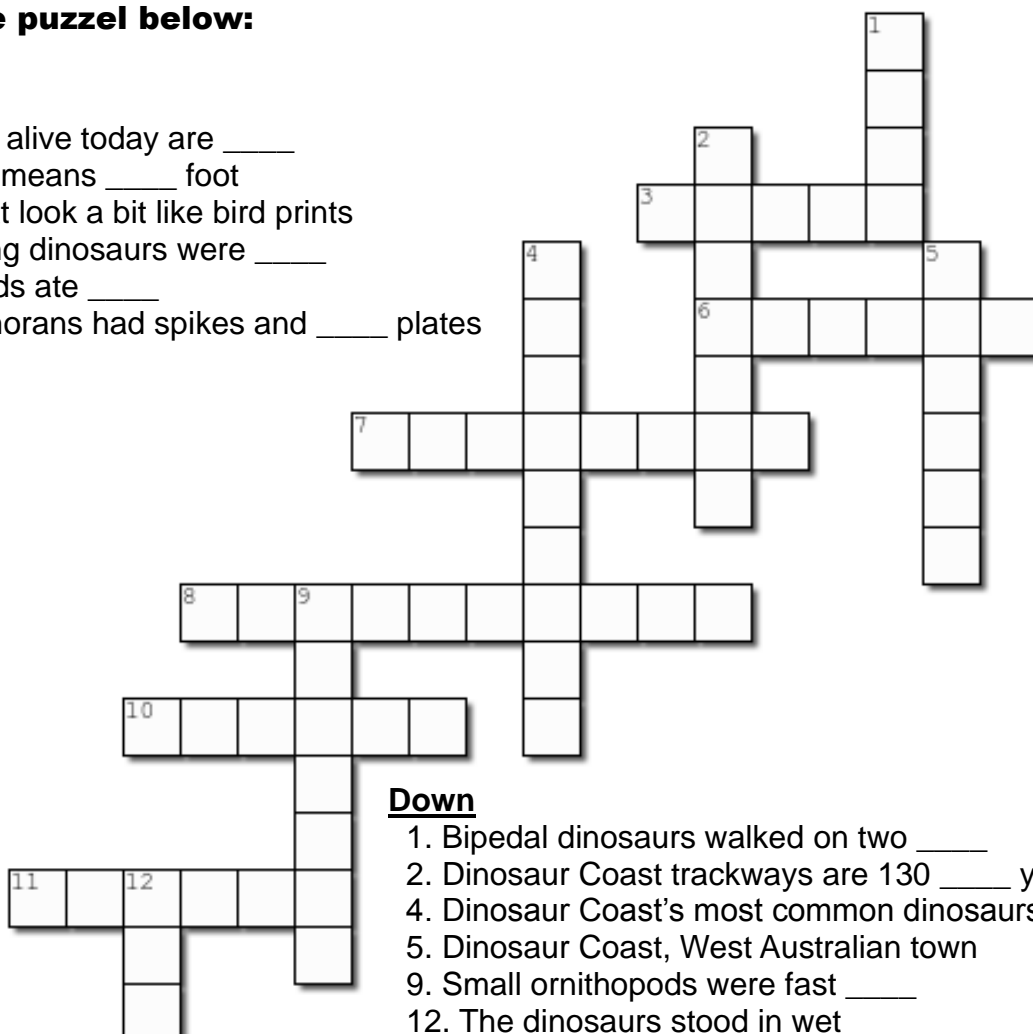 e puzzel below:
alive today are ____
means ____ foot
t look a bit like bird prints
ng dinosaurs were ____
ds ate ____
norans had spikes and ____ plates
1
2
3
4
5
6
7
8
9
10
11
12
Down
1. Bipedal dinosaurs walked on two ____
2. Dinosaur Coast trackways are 130 ____ y
4. Dinosaur Coast’s most common dinosaurs
5. Dinosaur Coast, West Australian town
9. Small ornithopods were fast ____
12. The dinosaurs stood in wet